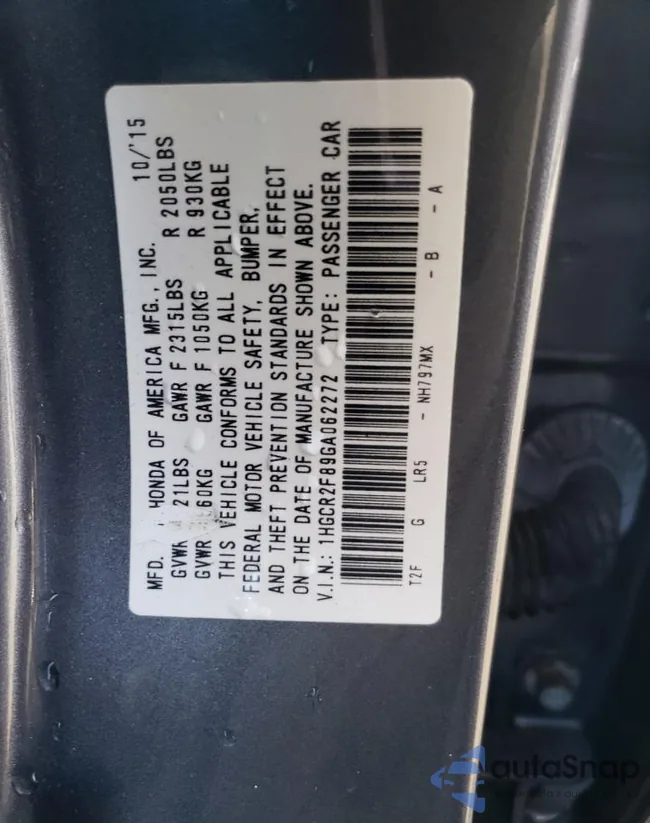 MFD. HONDA OF AMERICA MFG., INC. 10/'15
GVWR 21LBS GAWR F 2315LBS R 2050LBS
GVWR 60KG GAWR F 1050KG R 930KG
THIS VEHICLE CONFORMS TO ALL APPLICABLE
FEDERAL MOTOR VEHICLE SAFETY, BUMPER,
AND THEFT PREVENTION STANDARDS IN EFFECT
ON THE DATE OF MANUFACTURE SHOWN ABOVE.
V.I.N.: 1HGCR2F89GA062272 TYPE: PASSENGER CAR
T2F G LR5 - NH797MX - B - A
autoSnap